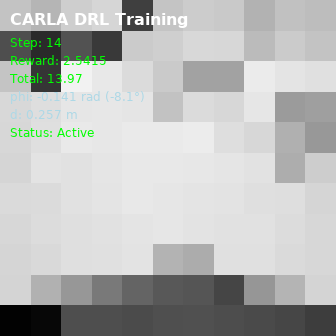 CARLA DRL Training
Step: 14
Reward: 2.5415
Total: 13.97
phi: -0.141 rad (-8.1°)
d: 0.257 m
Status: Active